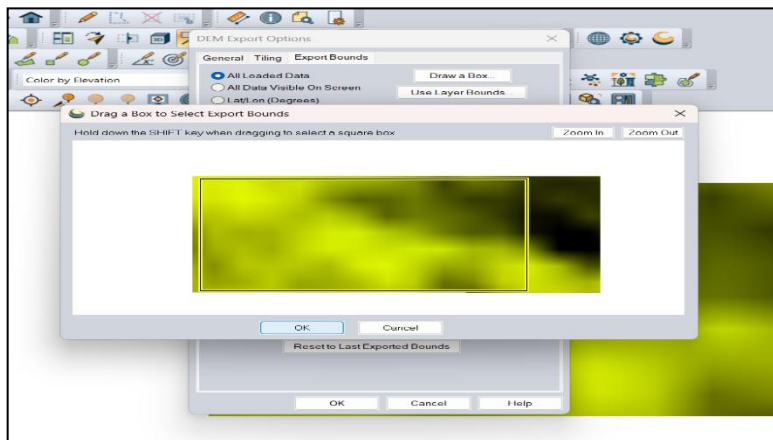 DEM Export Options
General Tiling Export Bounds
Color by Elevation
All Loaded Data
Draw a Box...
All Data Visible On Screen
Use Layer Bounds...
Lat/Lon (Degrees)
Drag a Box to Select Export Bounds
Hold down the SHIFT key when dragging to select a square box
Zoom In
Zoom Out
OK
Cancel
Reset to Last Exported Bounds
OK
Cancel
Help